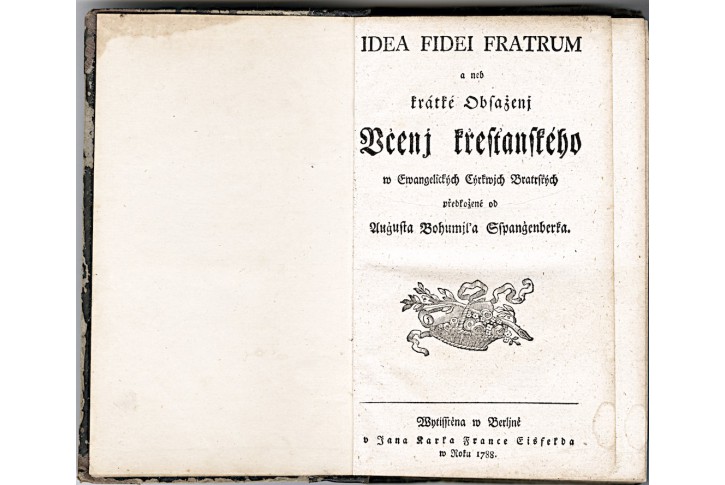 IDEA FIDEI FRATRUM
a neb
krátké Obſaženj
Včenj křeſťanſkého
w Ewangelických Cýrkwjch Bratrſkých
předložené od
Auguſta Bohumjla Sſpangenberka.
Wytiſſtěna w Berljně
v Jana Karla France Eisfelda
w Roku 1788.